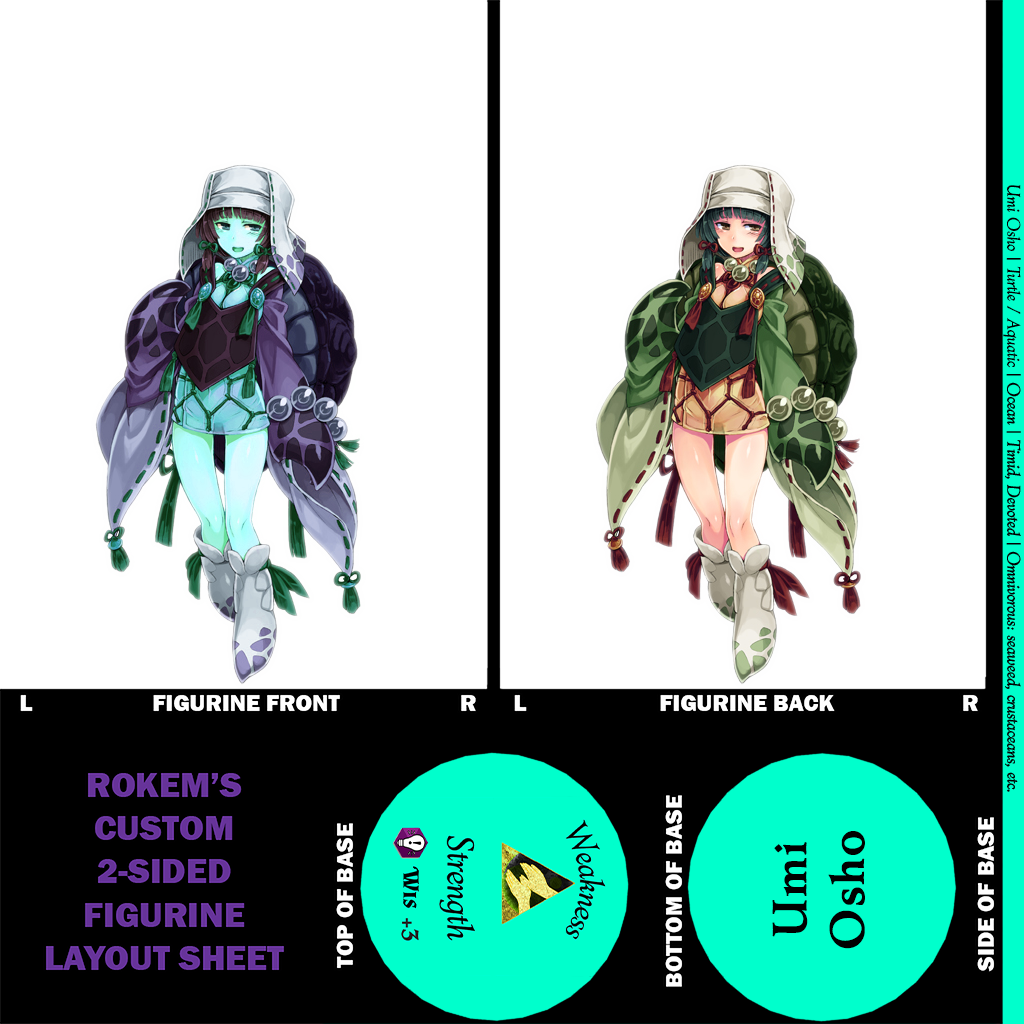 L
FIGURINE FRONT
R
L
FIGURINE BACK
R
ROKEM'S
CUSTOM
2-SIDED
FIGURINE
LAYOUT SHEET
TOP OF BASE
Weakness
Strength
WIS +3
BOTTOM OF BASE
Umi
Osho
SIDE OF BASE
Umi Osho | Turtle / Aquatic | Ocean | Timid, Devoted | Omnivorous: seaweed, crustaceans, etc.